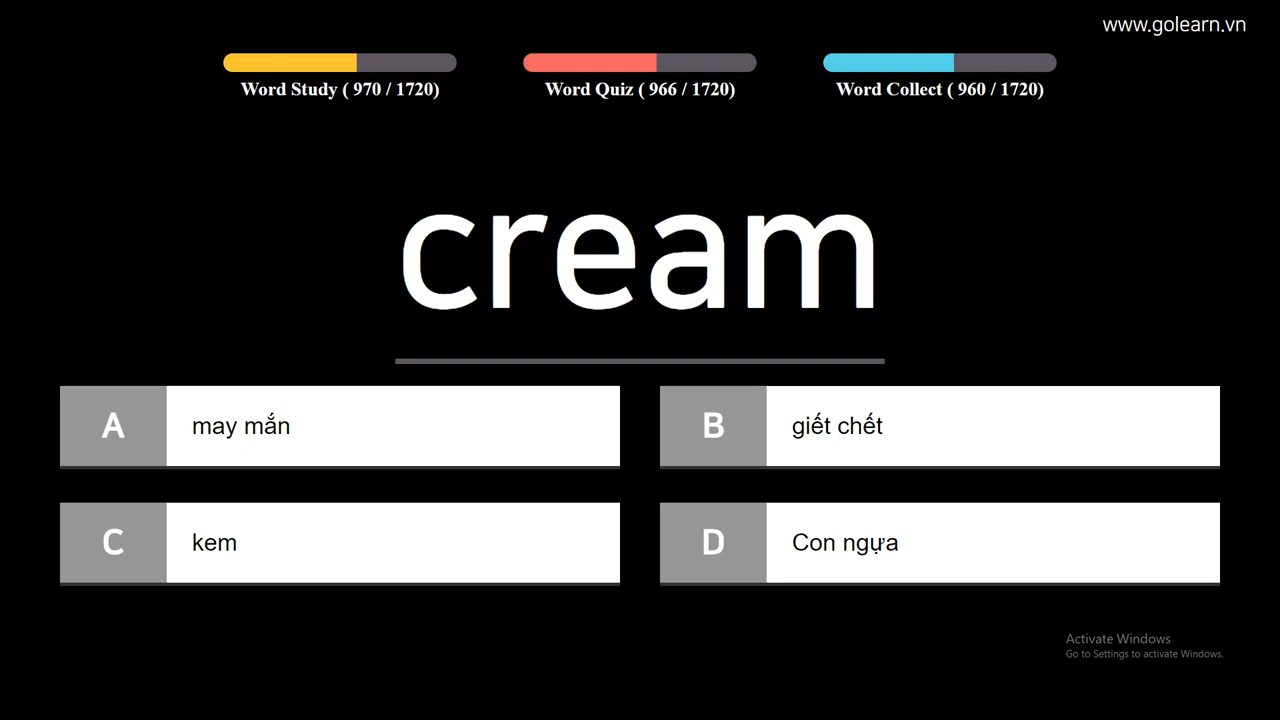 www.golearn.vn
Word Study ( 970 / 1720)
Word Quiz ( 966 / 1720)
Word Collect ( 960 / 1720)
cream
A may mắn
B giết chết
C kem
D Con ngựa
Activate Windows
Go to Settings to activate Windows.